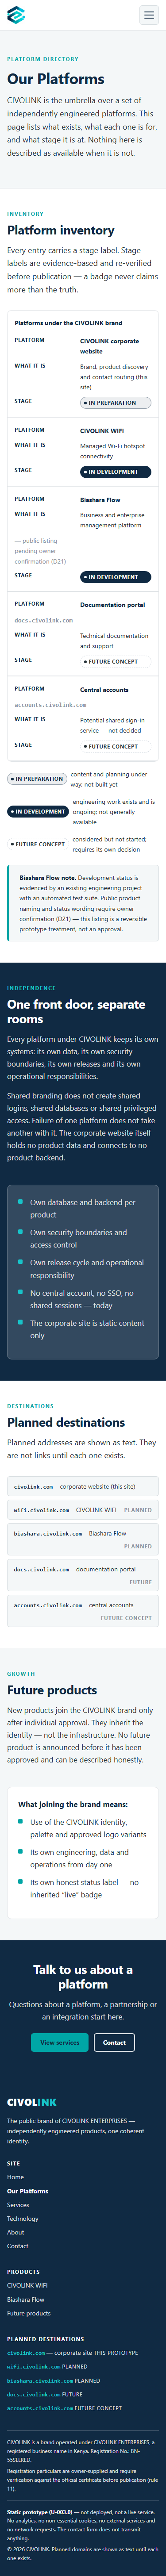 PLATFORM DIRECTORY
Our Platforms
CIVOLINK is the umbrella over a set of
independently engineered platforms. This
page lists what exists, what each one is for,
and what stage it is at. Nothing here is
described as available when it is not.
INVENTORY
Platform inventory
Every entry carries a stage label. Stage
labels are evidence-based and re-verified
before publication — a badge never claims
more than the truth.
Platforms under the CIVOLINK brand
PLATFORM
CIVOLINK corporate
website
WHAT IT IS
Brand, product discovery
and contact routing (this
site)
STAGE
IN PREPARATION
PLATFORM
CIVOLINK WIFI
WHAT IT IS
Managed Wi-Fi hotspot
connectivity
STAGE
IN DEVELOPMENT
PLATFORM
Biashara Flow
WHAT IT IS
Business and enterprise
management platform
— public listing
pending owner
confirmation (D21)
STAGE
IN DEVELOPMENT
PLATFORM
Documentation portal
docs.civolink.com
WHAT IT IS
Technical documentation
and support
STAGE
FUTURE CONCEPT
PLATFORM
Central accounts
accounts.civolink.com
WHAT IT IS
Potential shared sign-in
service — not decided
STAGE
FUTURE CONCEPT
IN PREPARATION content and planning under
way; not built yet
IN DEVELOPMENT engineering work exists and is
ongoing; not generally
available
FUTURE CONCEPT considered but not started;
requires its own decision
Biashara Flow note. Development status is
evidenced by an existing engineering project
with an automated test suite. Public product
naming and status wording require owner
confirmation (D21) — this listing is a reversible
prototype treatment, not an approval.
INDEPENDENCE
One front door, separate
rooms
Every platform under CIVOLINK keeps its own
systems: its own data, its own security
boundaries, its own releases and its own
operational responsibilities.
Shared branding does not create shared
logins, shared databases or shared privileged
access. Failure of one platform does not take
another with it. The corporate website itself
holds no product data and connects to no
product backend.
Own database and backend per
product
Own security boundaries and
access control
Own release cycle and operational
responsibility
No central account, no SSO, no
shared sessions — today
The corporate site is static content
only
DESTINATIONS
Planned destinations
Planned addresses are shown as text. They
are not links until each one exists.
civolink.com corporate website (this site)
wifi.civolink.com CIVOLINK WIFI PLANNED
biashara.civolink.com Biashara Flow
PLANNED
docs.civolink.com documentation portal
FUTURE
accounts.civolink.com central accounts
FUTURE CONCEPT
GROWTH
Future products
New products join the CIVOLINK brand only
after individual approval. They inherit the
identity — not the infrastructure. No future
product is announced before it has been
approved and can be described honestly.
What joining the brand means:
Use of the CIVOLINK identity,
palette and approved logo variants
Its own engineering, data and
operations from day one
Its own honest status label — no
inherited “live” badge
Talk to us about a
platform
Questions about a platform, a partnership or
an integration start here.
View services
Contact
CIVOLINK
The public brand of CIVOLINK ENTERPRISES —
independently engineered products, one coherent
identity.
SITE
Home
Our Platforms
Services
Technology
About
Contact
PRODUCTS
CIVOLINK WIFI
Biashara Flow
Future products
PLANNED DESTINATIONS
civolink.com — corporate site THIS PROTOTYPE
wifi.civolink.com PLANNED
biashara.civolink.com PLANNED
docs.civolink.com FUTURE
accounts.civolink.com FUTURE CONCEPT
CIVOLINK is a brand operated under CIVOLINK ENTERPRISES, a
registered business name in Kenya. Registration No.: BN-
Registration particulars are owner-supplied and require
verification against the official certificate before publication (rule
11).
Static prototype (U-003.0) — not deployed, not a live service.
No analytics, no non-essential cookies, no external services and
no network requests. The contact form does not transmit
anything.
© 2026 CIVOLINK. Planned domains are shown as text until each
one exists.